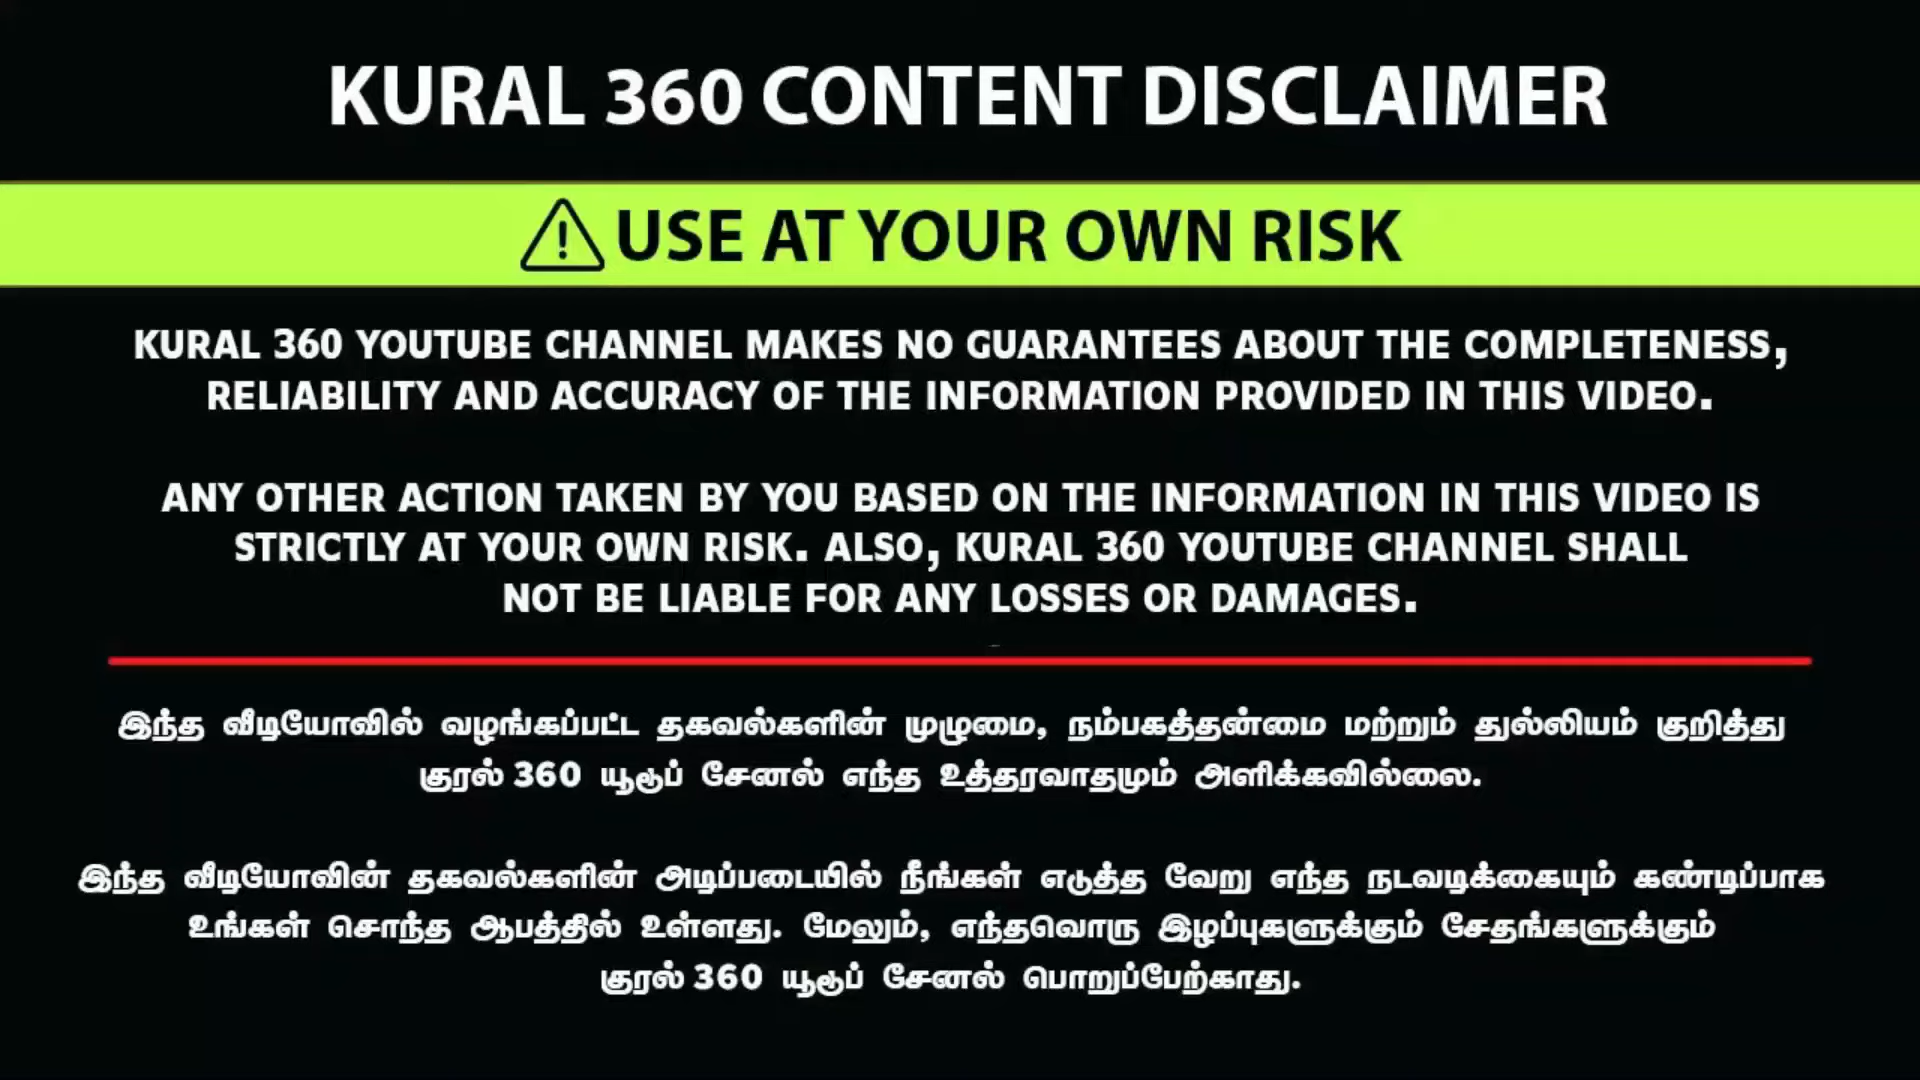 KURAL 360 CONTENT DISCLAIMER
USE AT YOUR OWN RISK
KURAL 360 YOUTUBE CHANNEL MAKES NO GUARANTEES ABOUT THE COMPLETENESS,
RELIABILITY AND ACCURACY OF THE INFORMATION PROVIDED IN THIS VIDEO.
ANY OTHER ACTION TAKEN BY YOU BASED ON THE INFORMATION IN THIS VIDEO IS
STRICTLY AT YOUR OWN RISK. ALSO, KURAL 360 YOUTUBE CHANNEL SHALL
NOT BE LIABLE FOR ANY LOSSES OR DAMAGES.
இந்த வீடியோவில் வழங்கப்பட்ட தகவல்களின் முழுமை, நம்பகத்தன்மை மற்றும் துல்லியம் குறித்து
குரல் 360 யூடூப் சேனல் எந்த உத்தரவாதமும் அளிக்கவில்லை.
இந்த வீடியோவின் தகவல்களின் அடிப்படையில் நீங்கள் எடுத்த வேறு எந்த நடவடிக்கையும் கண்டிப்பாக
உங்கள் சொந்த ஆபத்தில் உள்ளது. மேலும், எந்தவொரு இழப்புகளுக்கும் சேதங்களுக்கும்
குரல் 360 யூடூப் சேனல் பொறுப்பேற்காது.